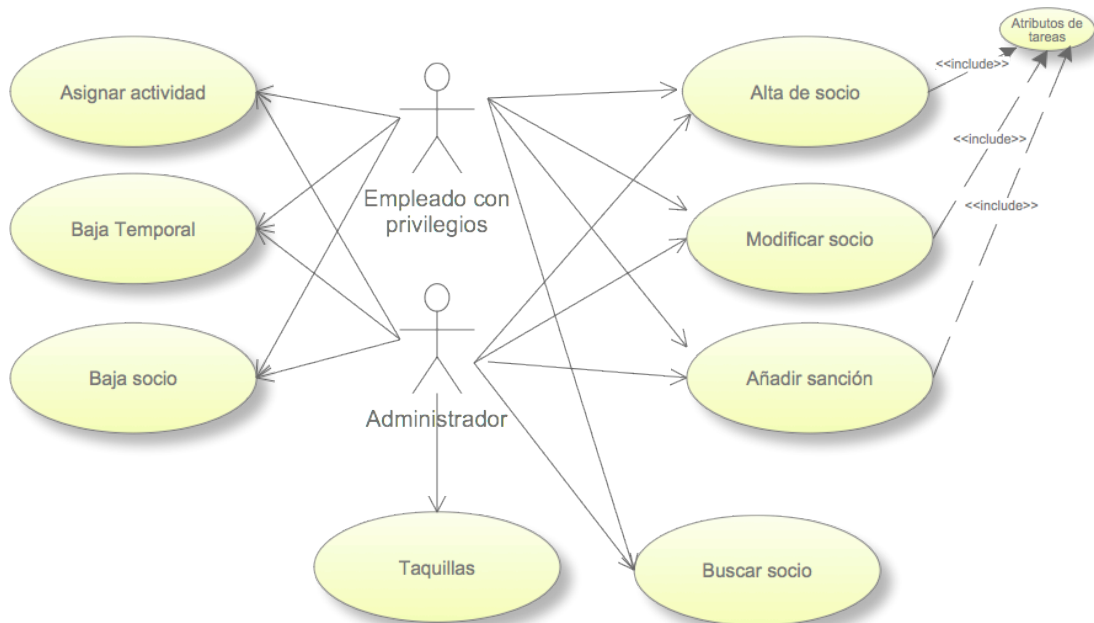 Atributos de
tareas
Asignar actividad
Alta de socio
<<include>>
<<include>>
Empleado con
privilegios
<<include>>
Baja Temporal
Modificar socio
Baja socio
Añadir sanción
Administrador
Taquillas
Buscar socio